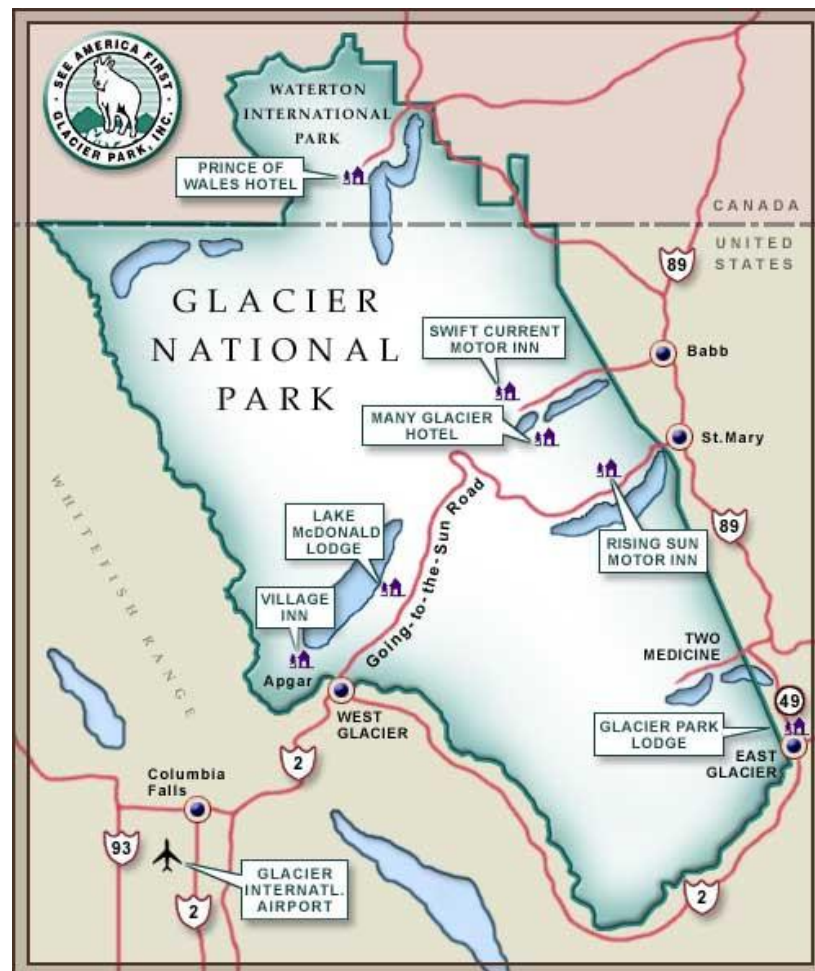 SEE AMERICA FIRST
GLACIER PARK, INC.
WATERTON
INTERNATIONAL
PARK
PRINCE OF
WALES HOTEL
CANADA
UNITED
STATES
89
GLACIER
NATIONAL
PARK
SWIFT CURRENT
MOTOR INN
Babb
MANY GLACIER
HOTEL
St.Mary
WHITEFISH RANGE
LAKE
McDONALD
LODGE
Going-to-the-Sun Road
RISING SUN
MOTOR INN
89
VILLAGE
INN
TWO
MEDICINE
Apgar
49
WEST
GLACIER
GLACIER PARK
LODGE
EAST
GLACIER
2
Columbia
Falls
93
GLACIER
INTERNATL.
AIRPORT
2
2